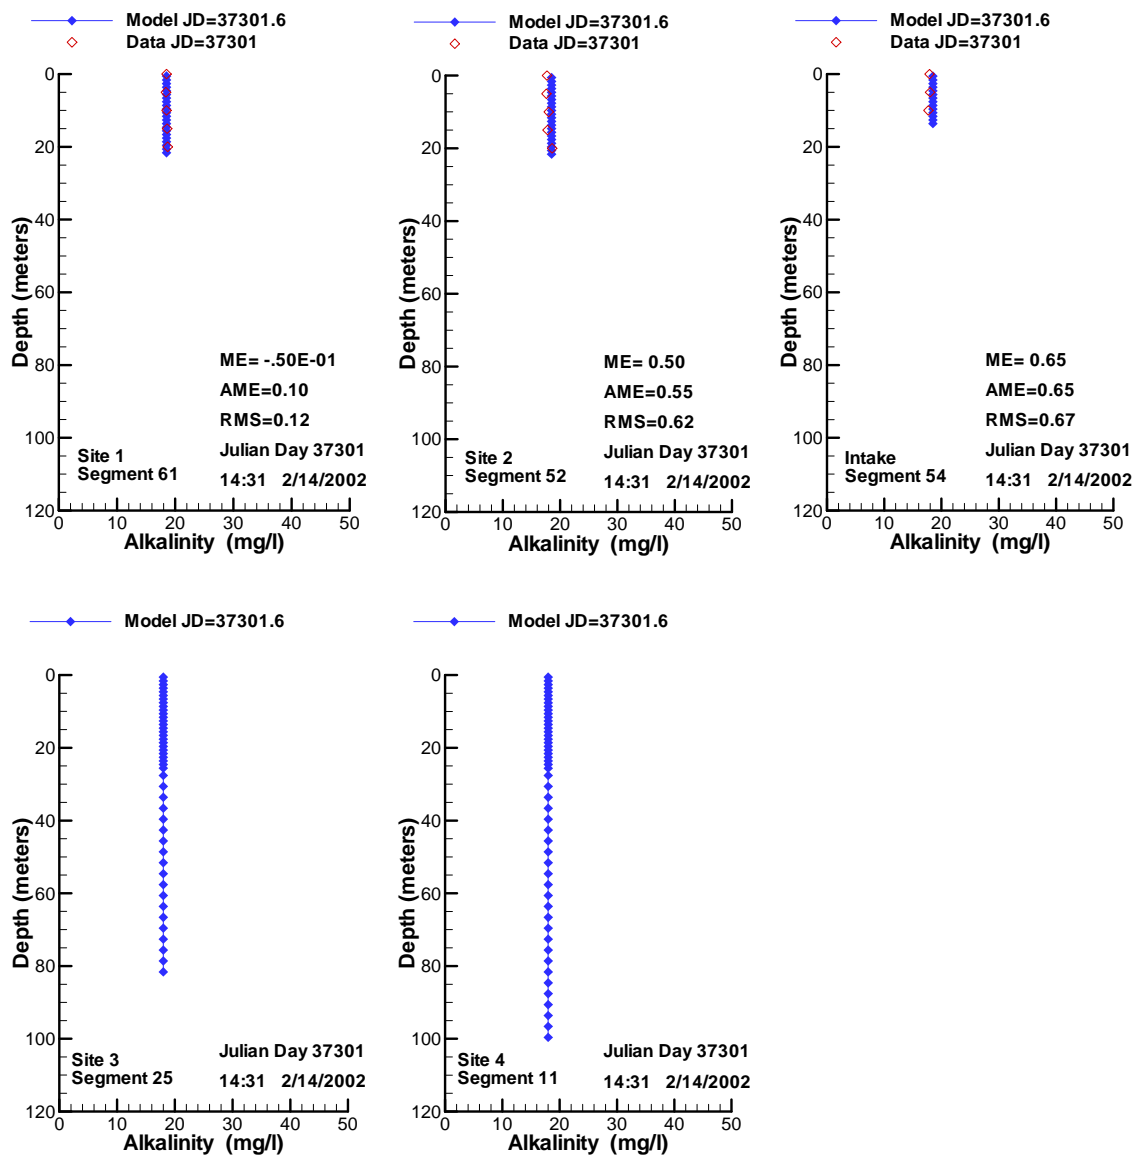 Model JD=37301.6
Data JD=37301
0
20
40
60
80
100
120
Depth (meters)
ME= -.50E-01
AME=0.10
RMS=0.12
Julian Day 37301
14:31 2/14/2002
Site 1
Segment 61
0 10 20 30 40 50
Alkalinity (mg/l)
Model JD=37301.6
Data JD=37301
0
20
40
60
80
100
120
Depth (meters)
ME= 0.50
AME=0.55
RMS=0.62
Julian Day 37301
14:31 2/14/2002
Site 2
Segment 52
0 10 20 30 40 50
Alkalinity (mg/l)
Model JD=37301.6
Data JD=37301
0
20
40
60
80
100
120
Depth (meters)
ME= 0.65
AME=0.65
RMS=0.67
Julian Day 37301
14:31 2/14/2002
Intake
Segment 54
0 10 20 30 40 50
Alkalinity (mg/l)
Model JD=37301.6
0
20
40
60
80
100
120
Depth (meters)
Julian Day 37301
14:31 2/14/2002
Site 3
Segment 25
0 10 20 30 40 50
Alkalinity (mg/l)
Model JD=37301.6
0
20
40
60
80
100
120
Depth (meters)
Julian Day 37301
14:31 2/14/2002
Site 4
Segment 11
0 10 20 30 40 50
Alkalinity (mg/l)